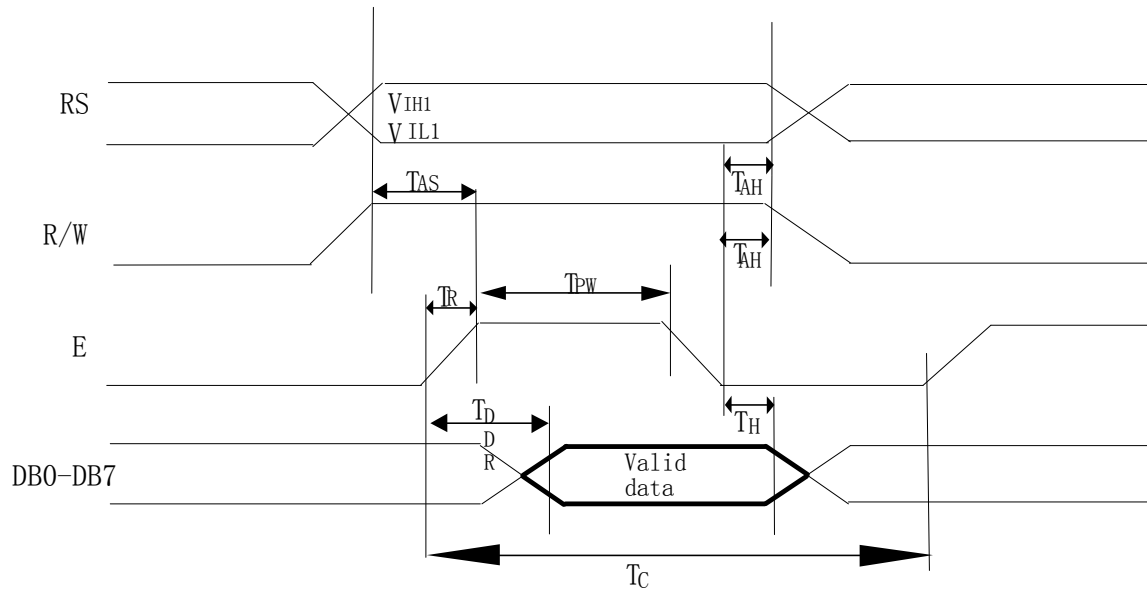 RS
VIH1
VIL1
TAS
TAH
R/W
TAH
TR
TPW
E
TD
D
R
TH
DB0-DB7
Valid
data
TC